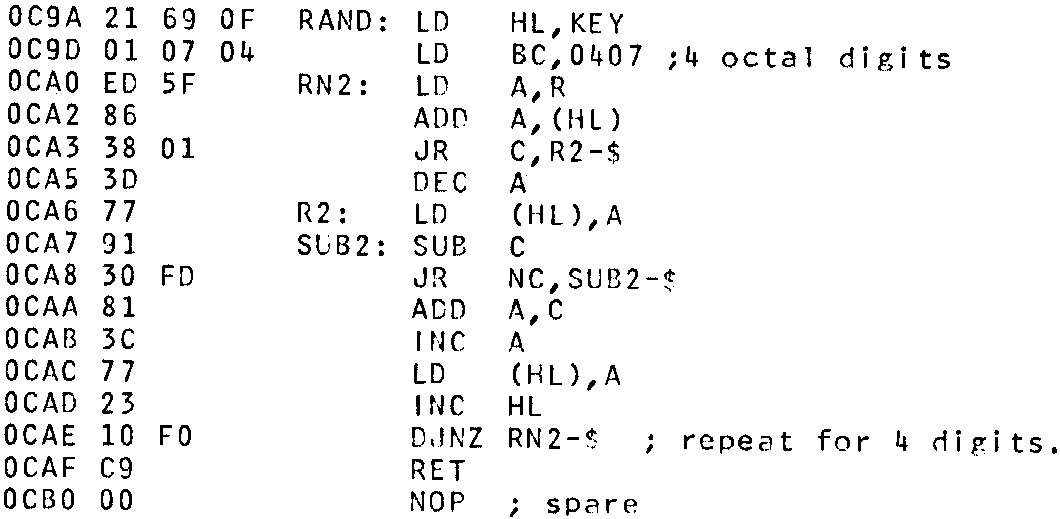 0C9A 21 69 0F RAND: LD HL,KEY
0C9D 01 07 04 LD BC,0407 ;4 octal digits
0CA0 ED 5F RN2: LD A,R
0CA2 86 ADD A,(HL)
0CA3 38 01 JR C,R2-$
0CA5 3D DEC A
0CA6 77 R2: LD (HL),A
0CA7 91 SUB2: SUB C
0CA8 30 FD JR NC,SUB2-$
0CAA 81 ADD A,C
0CAB 3C INC A
0CAC 77 LD (HL),A
0CAD 23 INC HL
0CAE 10 F0 DJNZ RN2-$ ; repeat for 4 digits.
0CAF C9 RET
0CB0 00 NOP ; spare